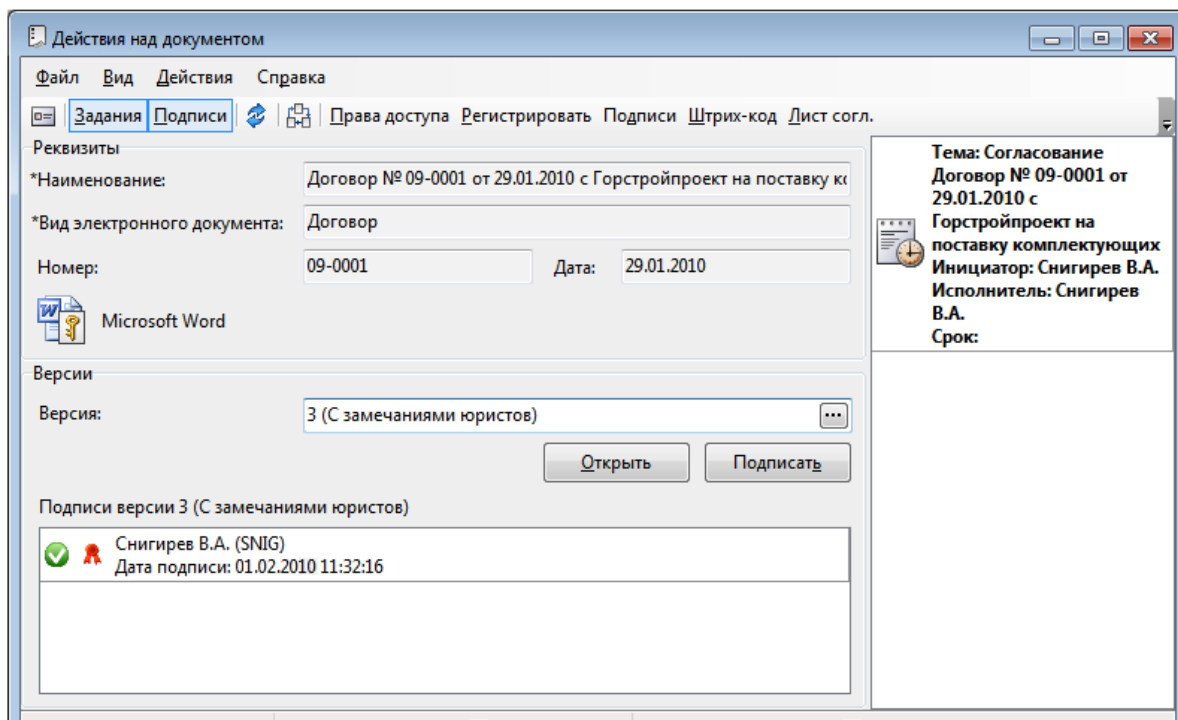 Действия над документом
Файл Вид Действия Справка
Задания Подписи Права доступа Регистрировать Подписи Штрих-код Лист согл.
Реквизиты
*Наименование: Договор № 09-0001 от 29.01.2010 с Горстройпроект на поставку ко
*Вид электронного документа: Договор
Номер: 09-0001 Дата: 29.01.2010
Microsoft Word
Версии
Версия: 3 (С замечаниями юристов) ...
Открыть Подписать
Подписи версии 3 (С замечаниями юристов)
Снигирев В.А. (SNIG)
Дата подписи: 01.02.2010 11:32:16
Тема: Согласование
Договор № 09-0001 от
29.01.2010 с
Горстройпроект на
поставку комплектующих
Инициатор: Снигирев В.А.
Исполнитель: Снигирев
В.А.
Срок: